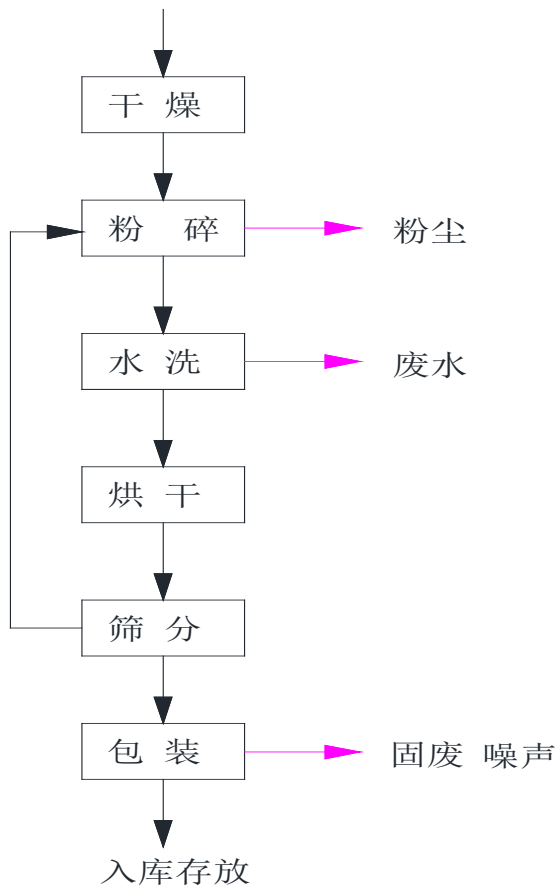 干 燥
粉 碎
粉尘
水 洗
废水
烘 干
筛 分
包 装
固废 噪声
入库存放